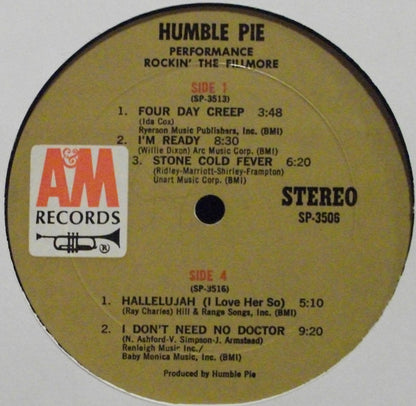 HUMBLE PIE
PERFORMANCE
ROCKIN' THE FILLMORE
SIDE 1
(SP-3513)
1. FOUR DAY CREEP 3:48
(Ida Cox)
Ryerson Music Publishers, Inc. (BMI)
2. I'M READY 8:30
(Willie Dixon) Arc Music Corp. (BMI)
3. STONE COLD FEVER 6:20
(Ridley-Marriott-Shirley-Frampton)
Unart Music Corp. (BMI)
A&M
RECORDS
®
STEREO
SP-3506
SIDE 4
(SP-3516)
1. HALLELUJAH (I Love Her So) 5:10
(Ray Charles) Hill & Range Songs, Inc. (BMI)
2. I DON'T NEED NO DOCTOR 9:20
(N. Ashford-V. Simpson-J. Armstead)
Renleigh Music Inc./
Baby Monica Music, Inc. (BMI)
Produced by Humble Pie